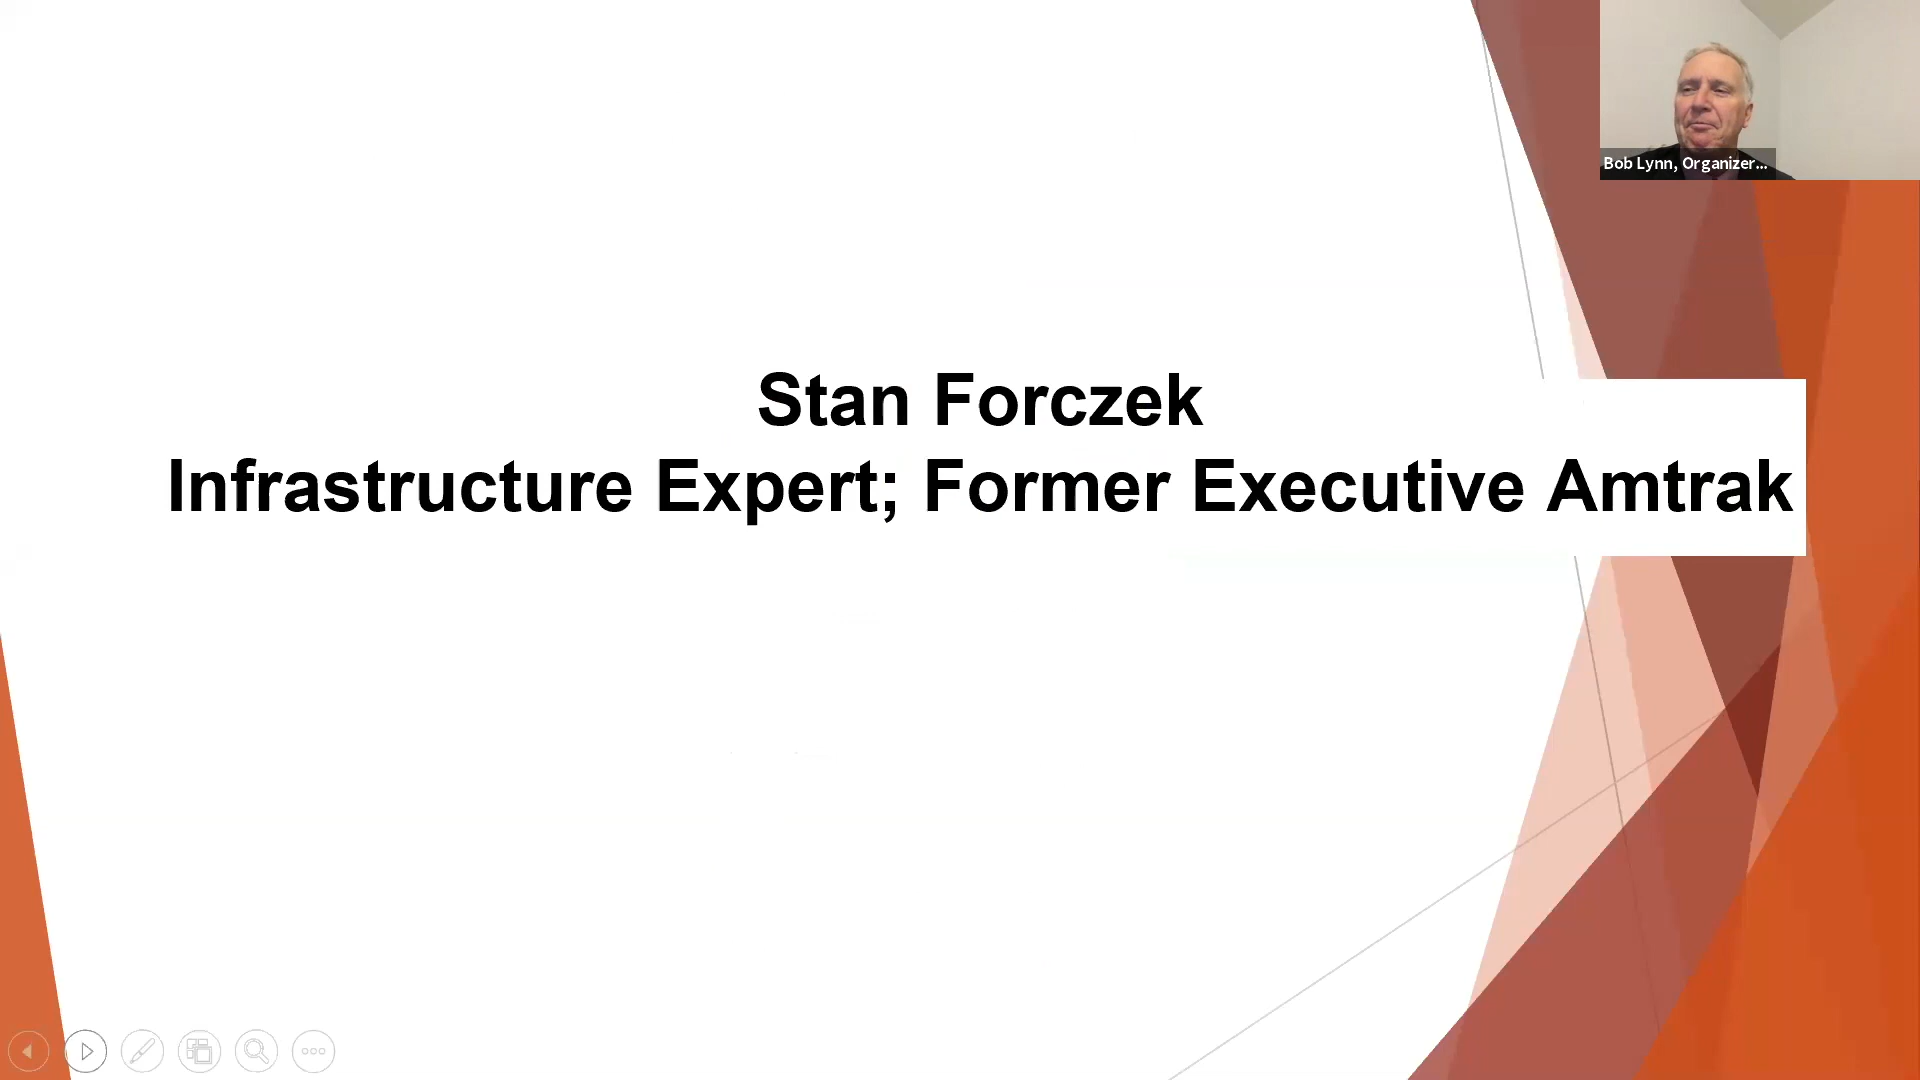 Bob Lynn, Organizer...
Stan Forczek
Infrastructure Expert; Former Executive Amtrak